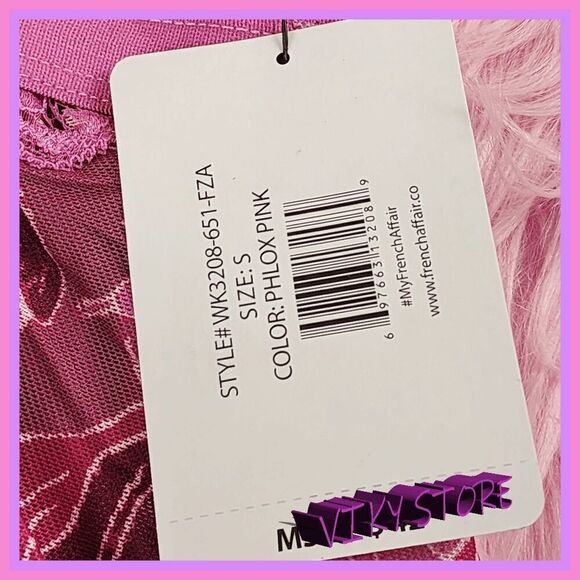 STYLE# WK3208-651-FZA
SIZE: S
COLOR: PHLOX PINK
6 97663 13208 9
#MyFrenchAffair
www.frenchaffair.co
VIKY STORE